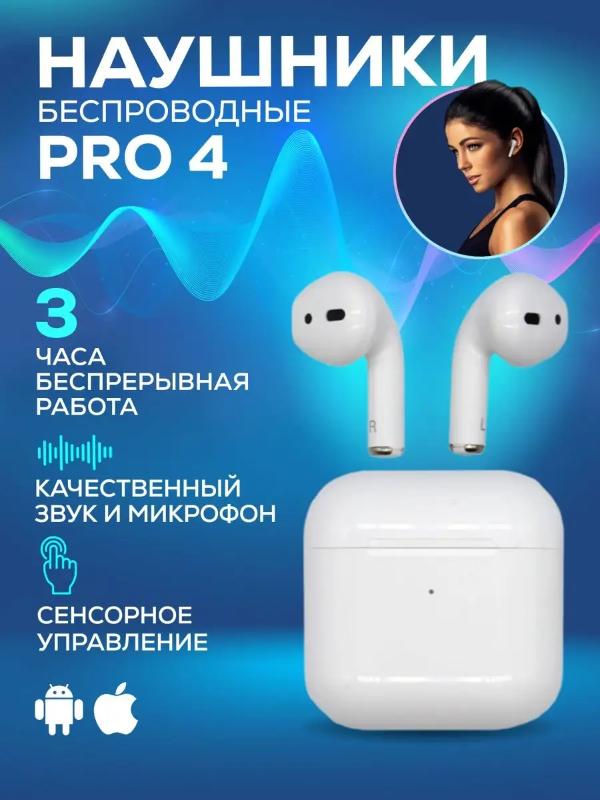 НАУШНИКИ
БЕСПРОВОДНЫЕ
PRO 4
3
ЧАСА
БЕСПРЕРЫВНАЯ
РАБОТА
R
L
КАЧЕСТВЕННЫЙ
ЗВУК И МИКРОФОН
СЕНСОРНОЕ
УПРАВЛЕНИЕ